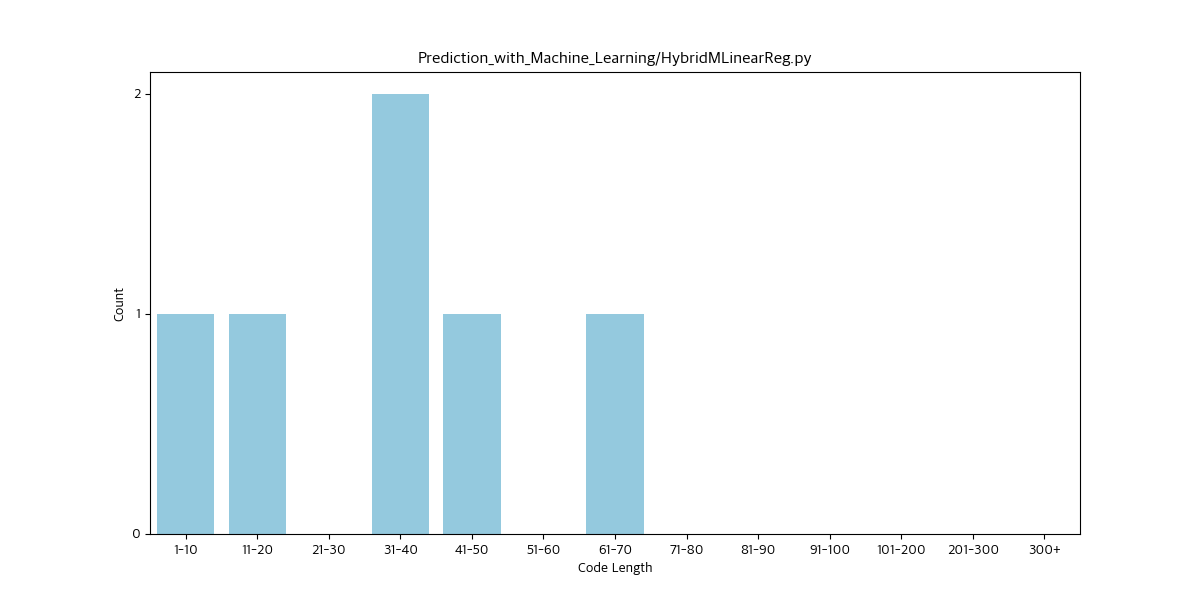 Prediction_with_Machine_Learning/HybridMLinearReg.py
2
1
0
Count
1-10 11-20 21-30 31-40 41-50 51-60 61-70 71-80 81-90 91-100 101-200 201-300 300+
Code Length